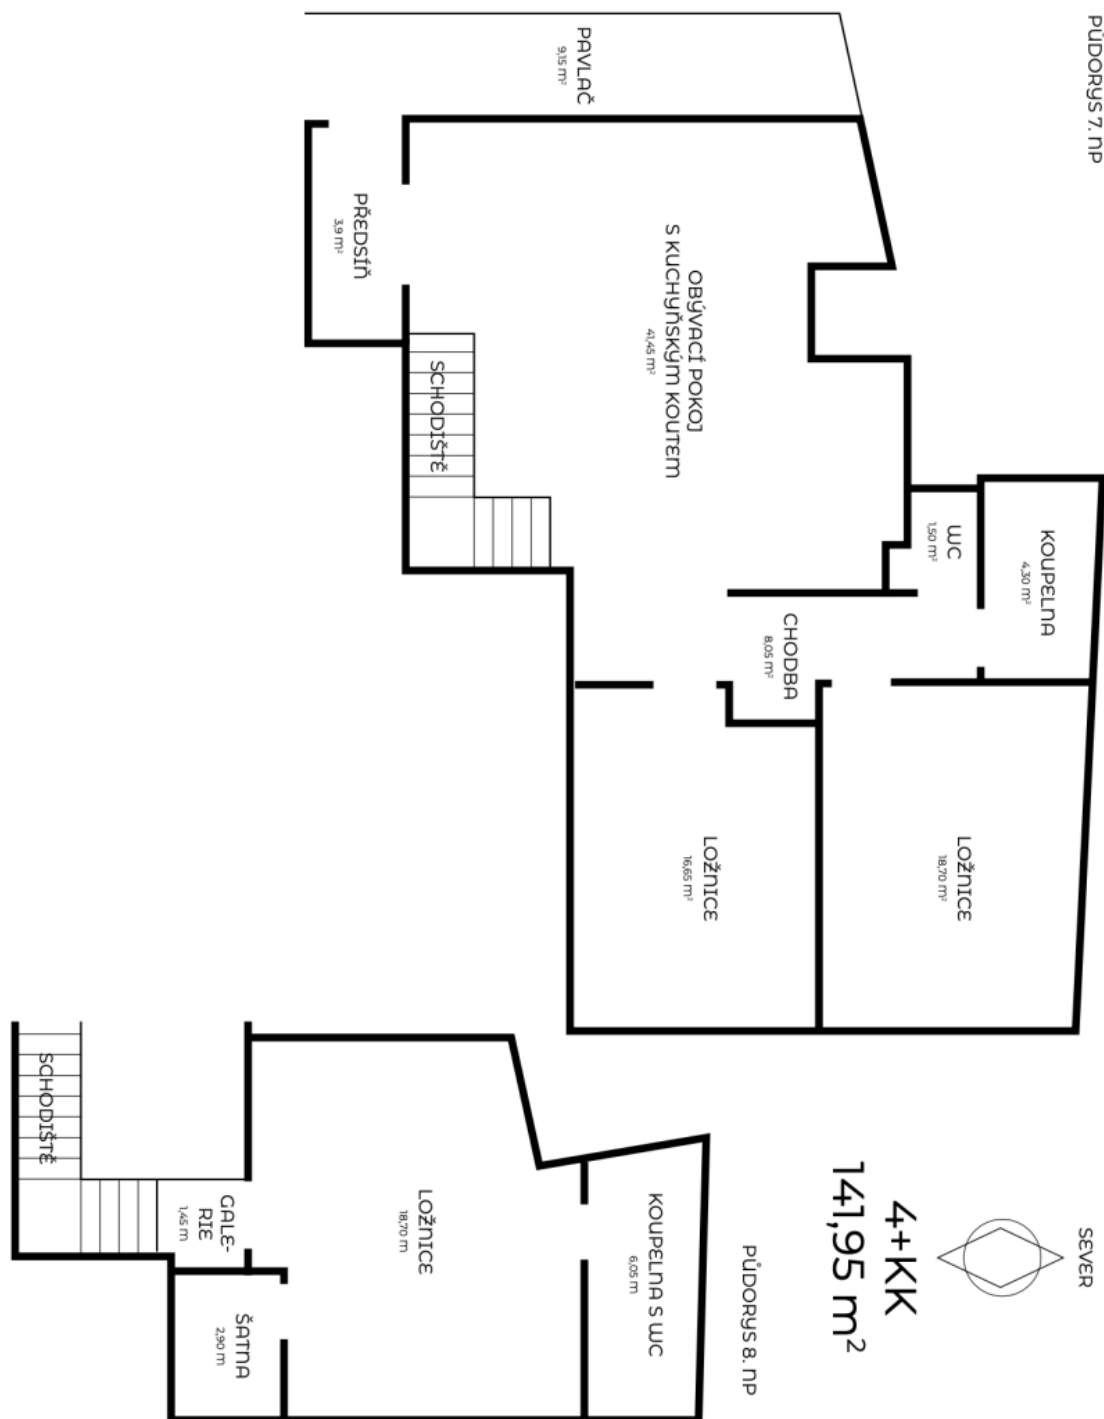 PŮDORYS 7. NP
PAVLAČ
9,15 m²
PŘEDSÍŇ
3,9 m²
OBÝVACÍ POKOJ
S KUCHYŇSKÝM KOUTEM
41,45 m²
SCHODIŠTĚ
WC
1,50 m²
KOUPELNA
4,30 m²
CHODBA
8,05 m²
LOŽNICE
16,65 m²
LOŽNICE
18,70 m²
SEVER
4+KK
141,95 m²
PŮDORYS 8. NP
SCHODIŠTĚ
GALE-
RIE
1,45 m
LOŽNICE
18,70 m
KOUPELNA S WC
6,05 m
ŠATNA
2,90 m